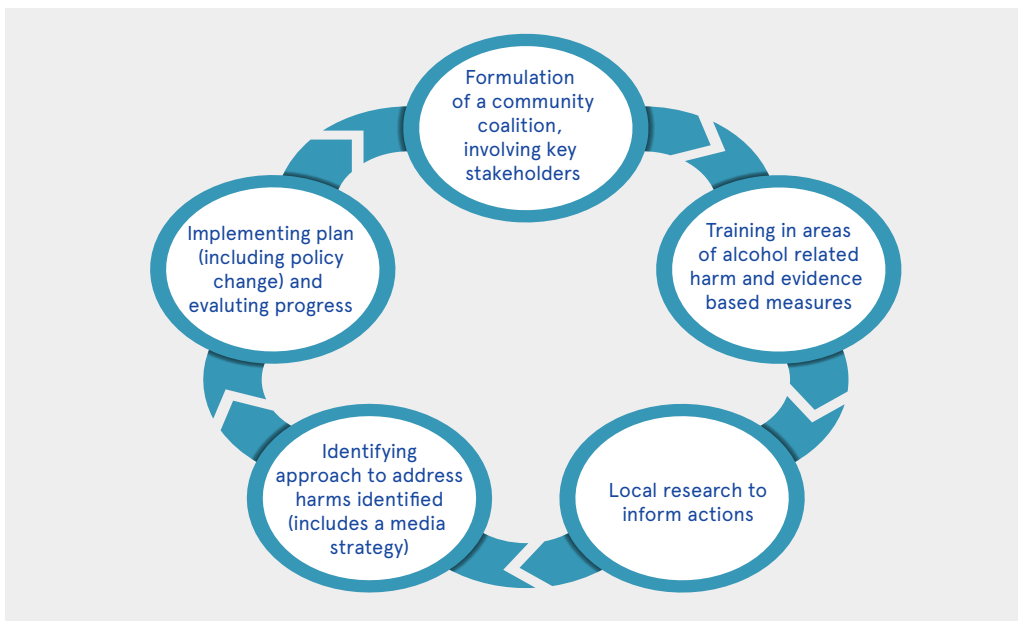 Formulation
of a community
coalition,
involving key
stakeholders
Training in areas
of alcohol related
harm and evidence
based measures
Local research to
inform actions
Identifying
approach to address
harms identified
(includes a media
strategy)
Implementing plan
(including policy
change) and
evaluting progress